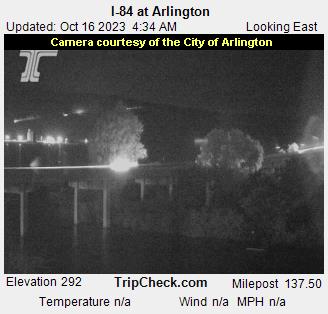 I-84 at Arlington
Updated: Oct 16 2023 4:34 AM Looking East
Camera courtesy of the City of Arlington
Elevation 292 TripCheck.com Milepost 137.50
Temperature n/a Wind n/a MPH n/a